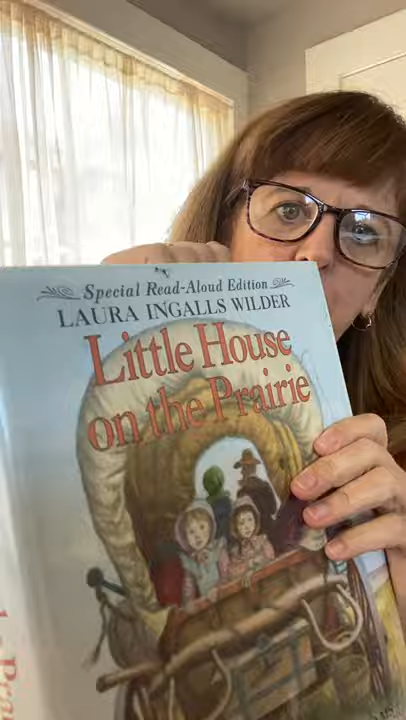 Special Read-Aloud Edition
LAURA INGALLS WILDER
Little House
on the Prairie